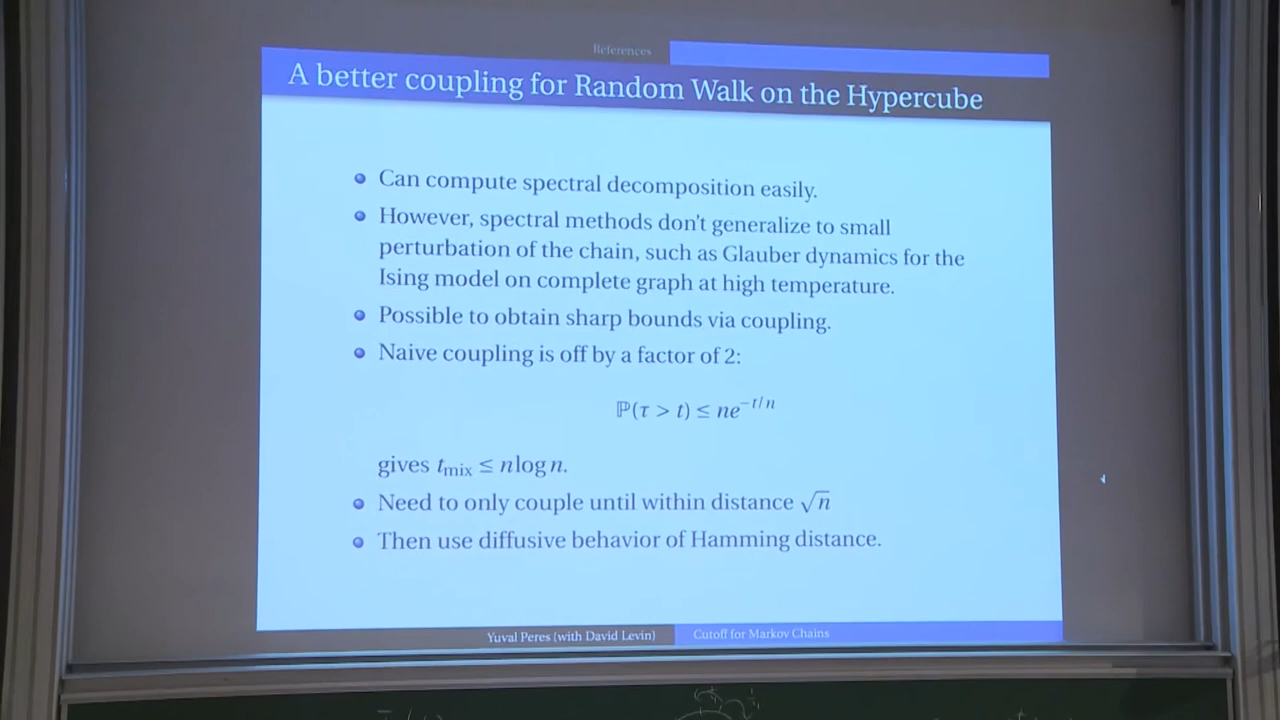 References
A better coupling for Random Walk on the Hypercube
Can compute spectral decomposition easily.
However, spectral methods don't generalize to small
perturbation of the chain, such as Glauber dynamics for the
Ising model on complete graph at high temperature.
Possible to obtain sharp bounds via coupling.
Naive coupling is off by a factor of 2:
ℙ(τ > t) ≤ ne^{-t/n}
gives t_{mix} ≤ n log n.
Need to only couple until within distance √n
Then use diffusive behavior of Hamming distance.
Yuval Peres (with David Levin) Cutoff for Markov Chains